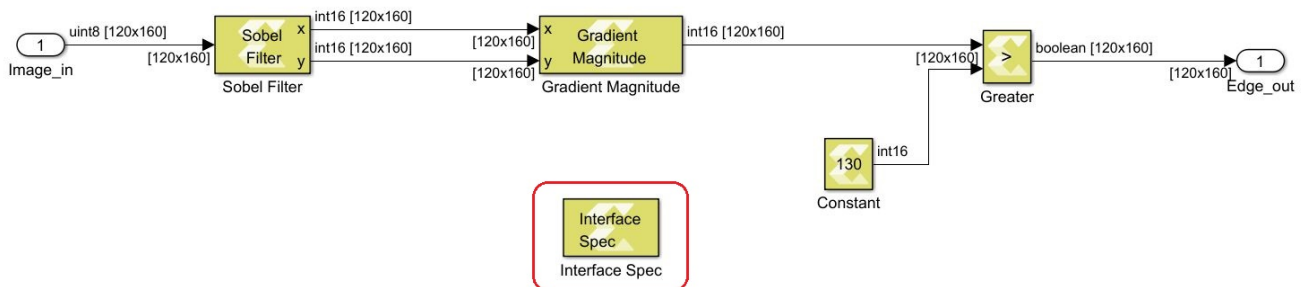 1
Image_in
uint8 [120x160]
[120x160]
Sobel
Filter
x
y
Sobel Filter
int16 [120x160]
int16 [120x160]
[120x160]
[120x160]
x
y
Gradient
Magnitude
Gradient Magnitude
int16 [120x160]
[120x160]
>
Greater
boolean [120x160]
[120x160]
1
Edge_out
130
int16
Constant
Interface
Spec
Interface Spec